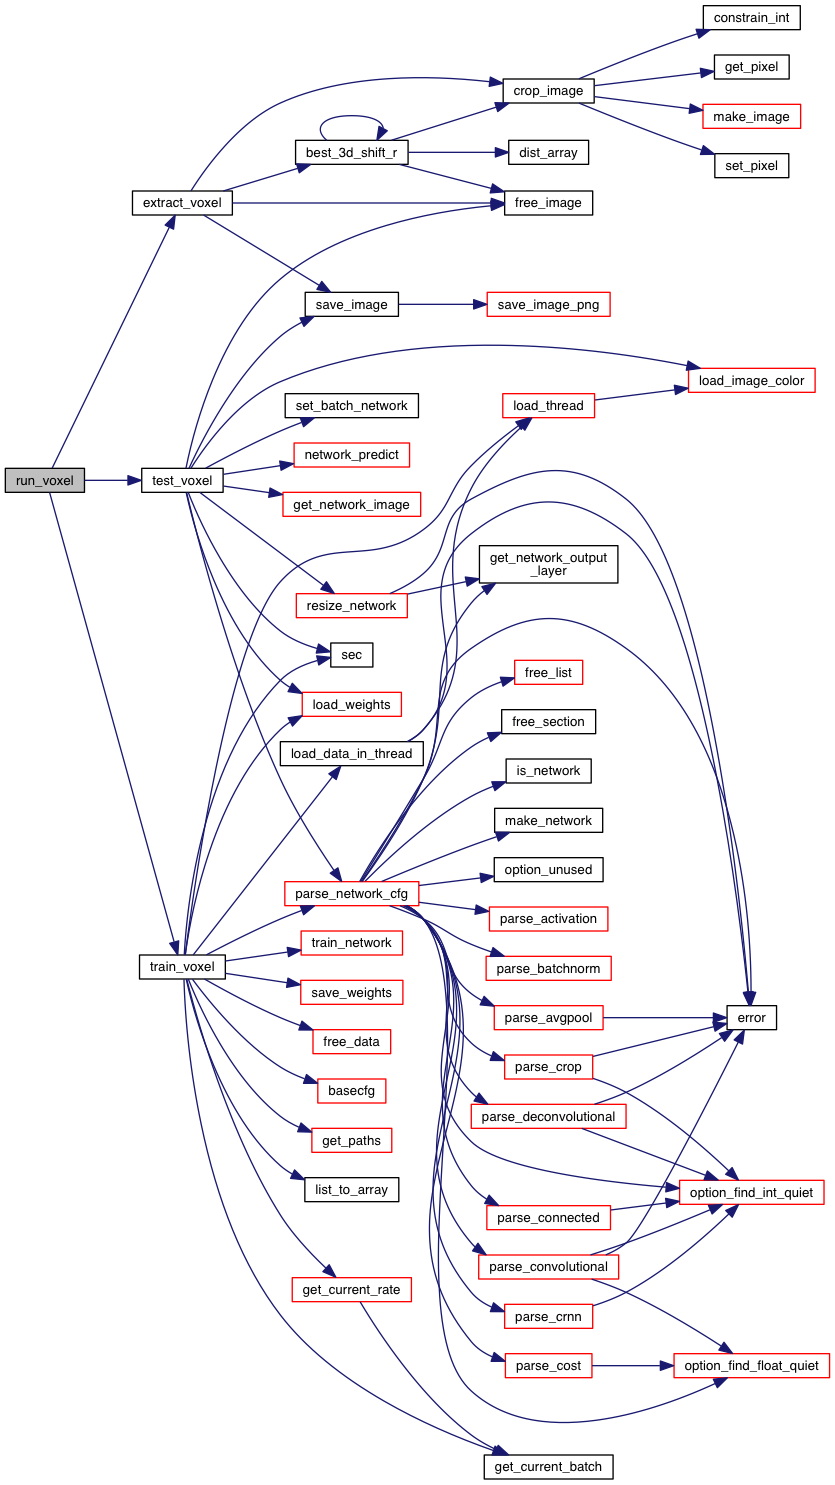 constrain_int
get_pixel
crop_image
make_image
best_3d_shift_r
dist_array
set_pixel
extract_voxel
free_image
save_image
save_image_png
load_image_color
set_batch_network
load_thread
network_predict
run_voxel
test_voxel
get_network_image
get_network_output
_layer
resize_network
sec
free_list
load_weights
free_section
load_data_in_thread
is_network
make_network
option_unused
parse_network_cfg
parse_activation
train_network
train_voxel
parse_batchnorm
save_weights
parse_avgpool
error
free_data
parse_crop
basecfg
parse_deconvolutional
get_paths
list_to_array
option_find_int_quiet
parse_connected
parse_convolutional
get_current_rate
parse_crnn
parse_cost
option_find_float_quiet
get_current_batch